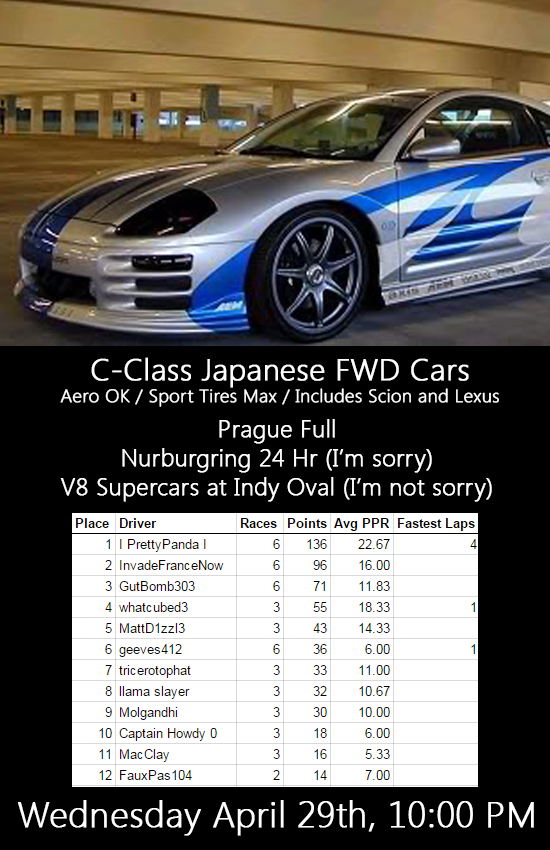 AEM
AXIS AEM
C-Class Japanese FWD Cars
Aero OK / Sport Tires Max / Includes Scion and Lexus
Prague Full
Nurburgring 24 Hr (I'm sorry)
V8 Supercars at Indy Oval (I'm not sorry)
Place Driver Races Points Avg PPR Fastest Laps
1 I PrettyPanda I 6 136 22.67 4
2 InvadeFranceNow 6 96 16.00
3 GutBomb303 6 71 11.83
4 whatcubed3 3 55 18.33 1
5 MattD1zzl3 3 43 14.33
6 geeves412 6 36 6.00 1
7 tricerotophat 3 33 11.00
8 llama slayer 3 32 10.67
9 Molgandhi 3 30 10.00
10 Captain Howdy 0 3 18 6.00
11 MacClay 3 16 5.33
12 FauxPas104 2 14 7.00
Wednesday April 29th, 10:00 PM